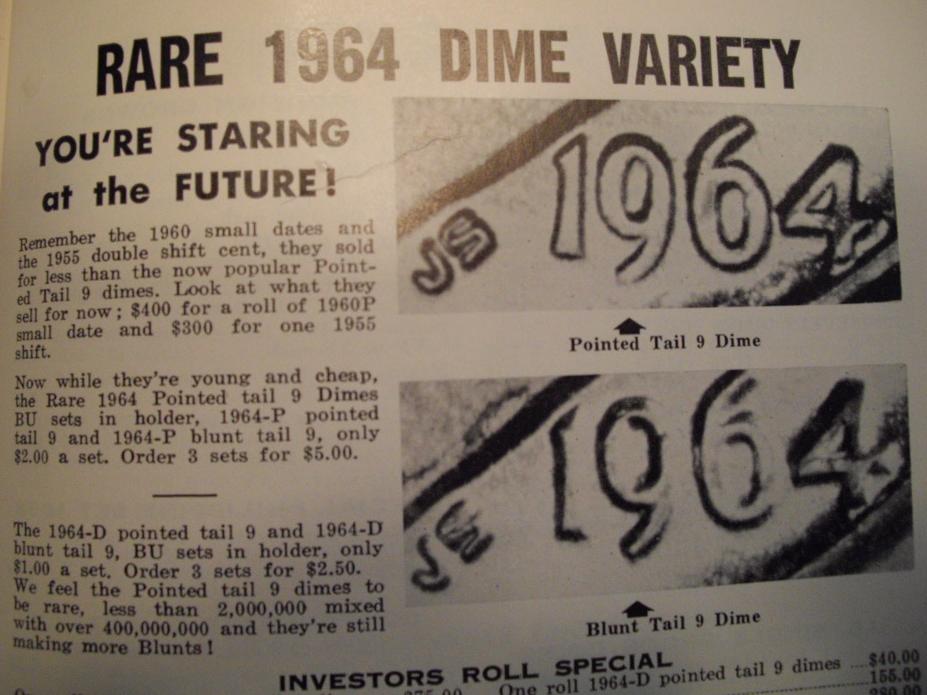 RARE 1964 DIME VARIETY
YOU'RE STARING
at the FUTURE!
Remember the 1960 small dates and
the 1955 double shift cent, they sold
for less than the now popular Point-
ed Tail 9 dimes. Look at what they
sell for now; $400 for a roll of 1960P
small date and $300 for one 1955
shift.
Now while they're young and cheap,
the Rare 1964 Pointed tail 9 Dimes
BU sets in holder, 1964-P pointed
tail 9 and 1964-P blunt tail 9, only
$2.00 a set. Order 3 sets for $5.00.
The 1964-D pointed tail 9 and 1964-D
blunt tail 9, BU sets in holder, only
$1.00 a set. Order 3 sets for $2.50.
We feel the Pointed tail 9 dimes to
be rare, less than 2,000,000 mixed
with over 400,000,000 and they're still
making more Blunts!
JS 1964
Pointed Tail 9 Dime
JS 1964
Blunt Tail 9 Dime
INVESTORS ROLL SPECIAL
One roll 1964-D pointed tail 9 dimes ....$40.00
155.00